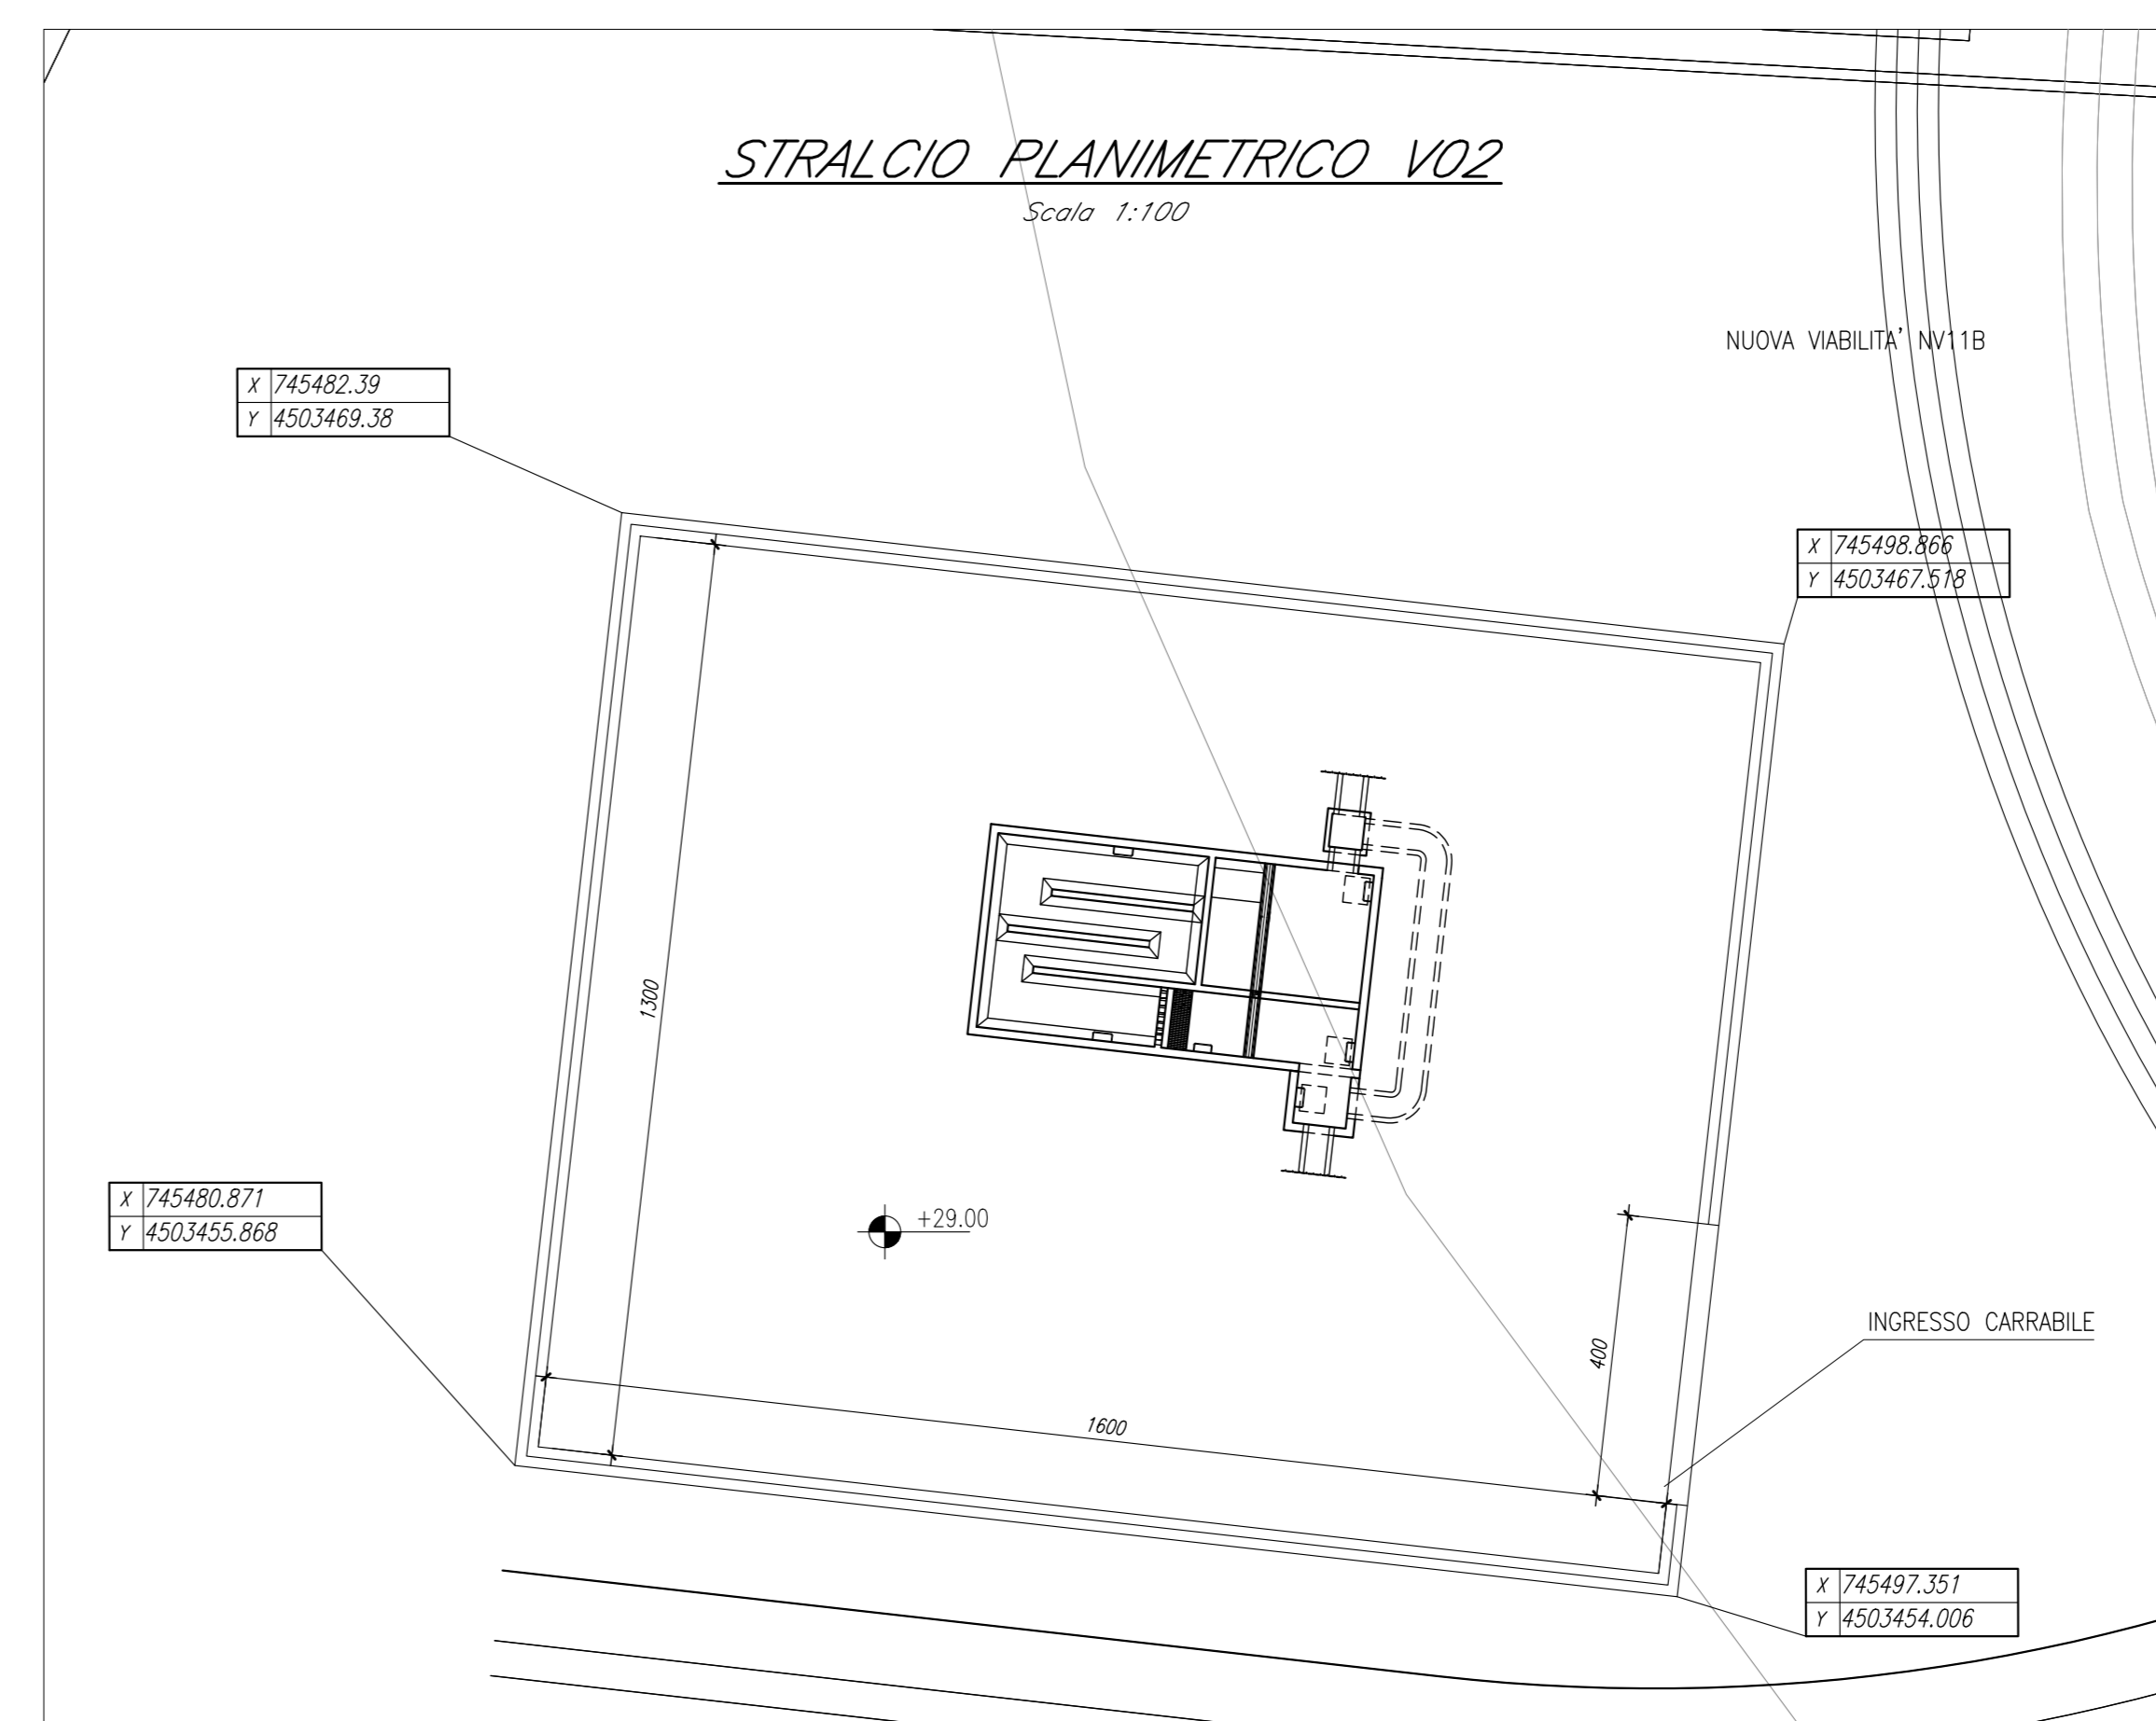 STRALCIO PLANIMETRICO V02
Scala 1:100
NUOVA VIABILITA' NV11B
X 745482.39
Y 4503469.38
X 745498.866
Y 4503467.518
1300
X 745480.871
Y 4503455.868
+29.00
INGRESSO CARRABILE
400
1600
X 745497.351
Y 4503454.006